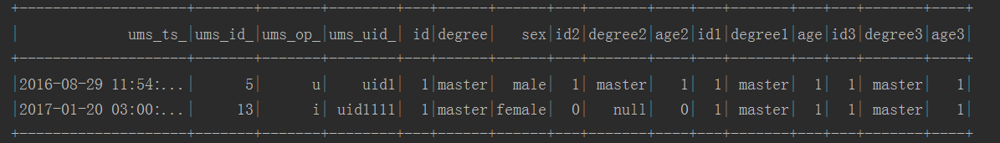 +--------------------+-------+-------+--------+---+------+------+---+-------+----+---+-------+---+---+-------+----+
|             ums_ts_|ums_id_|ums_op_|ums_uid_| id|degree|   sex|id2|degree2|age2|id1|degree1|age|id3|degree3|age3|
+--------------------+-------+-------+--------+---+------+------+---+-------+----+---+-------+---+---+-------+----+
|2016-08-29 11:54:...|      5|      u|    uid1|  1|master|  male|  1| master|   1|  1| master|  1|  1| master|   1|
|2017-01-20 03:00:...|     13|      i| uid1111|  1|master|female|  0|   null|   0|  1| master|  1|  1| master|   1|
+--------------------+-------+-------+--------+---+------+------+---+-------+----+---+-------+---+---+-------+----+